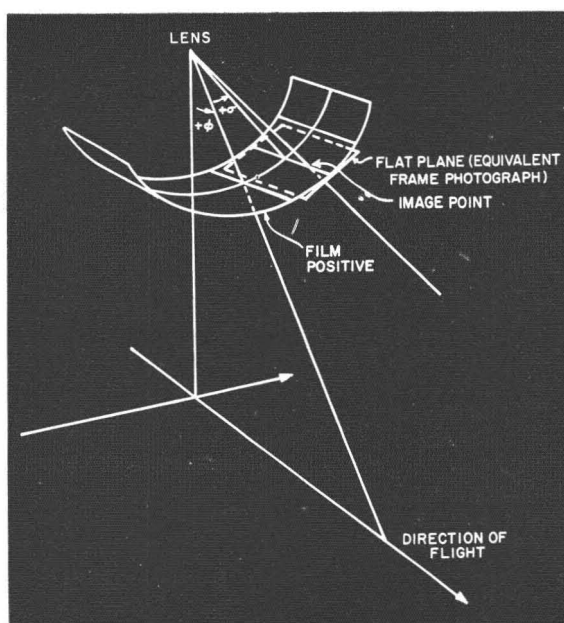 LENS
+φ
+σ
FLAT PLANE (EQUIVALENT
FRAME PHOTOGRAPH)
IMAGE POINT
FILM
POSITIVE
DIRECTION OF
FLIGHT